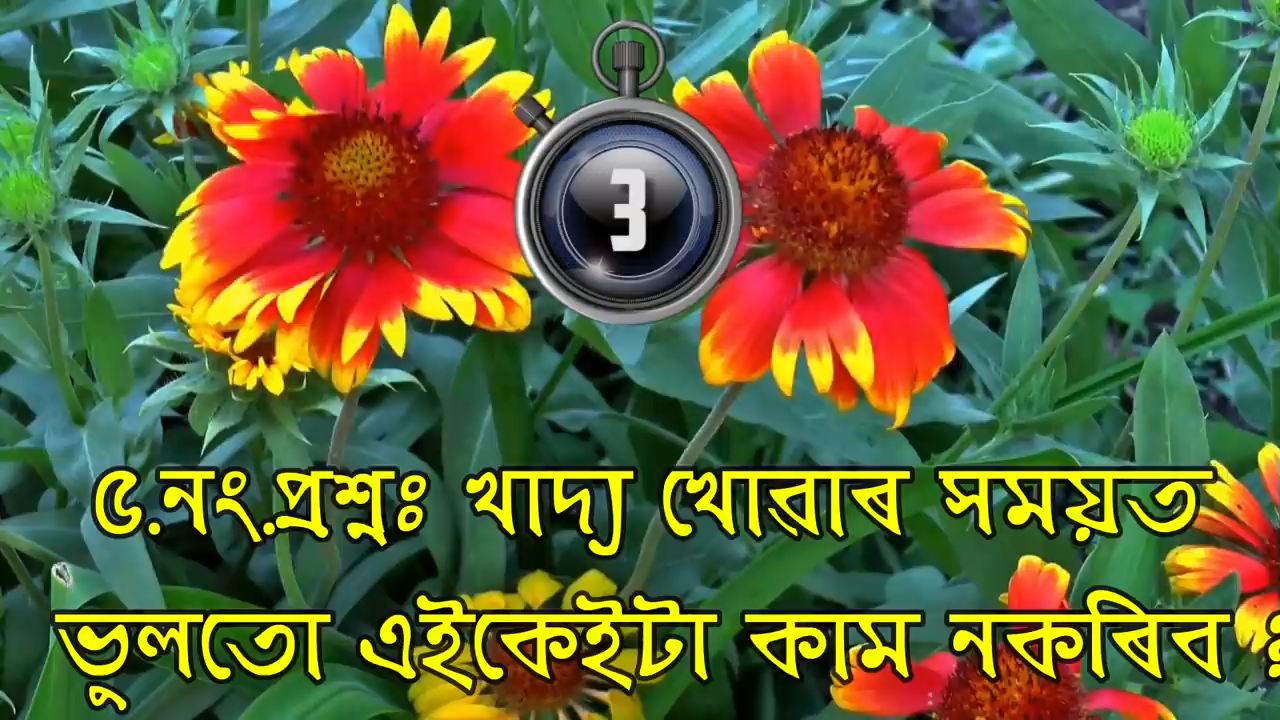 3
৫.নং.প্ৰশ্নঃ খাদ্য খোৱাৰ সময়ত
ভুলতো এইকেইটা কাম নকৰিব ?